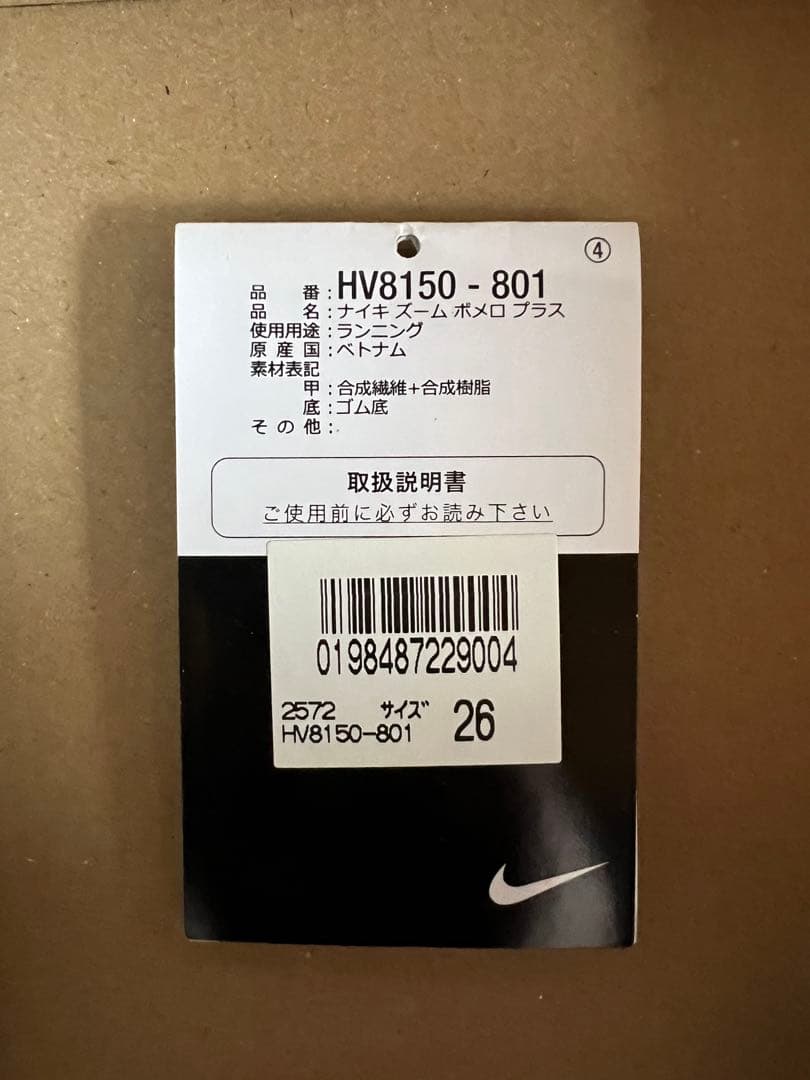 ④
品番：HV8150 - 801
品名：ナイキ ズーム ボメロ プラス
使用用途：ランニング
原産国：ベトナム
素材表記
甲：合成繊維+合成樹脂
底：ゴム底
その他：
取扱説明書
ご使用前に必ずお読み下さい
0198487229004
2572 ｻｲｽﾞ 26
HV8150-801